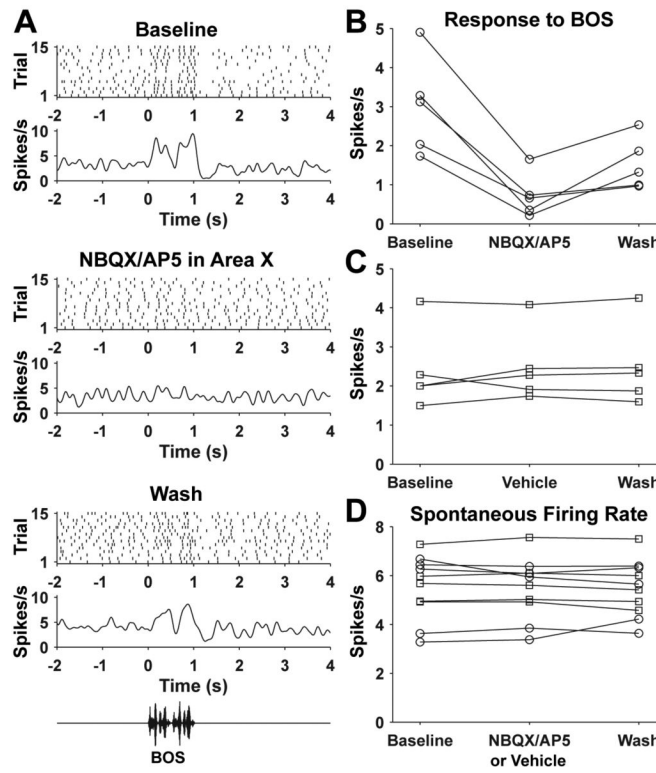 A
Baseline
Trial
15
1
-2 -1 0 1 2 3 4
Spikes/s
10
5
0
-2 -1 0 1 2 3 4
Time (s)
NBQX/AP5 in Area X
Trial
15
1
-2 -1 0 1 2 3 4
Spikes/s
10
5
0
-2 -1 0 1 2 3 4
Time (s)
Wash
Trial
15
1
-2 -1 0 1 2 3 4
Spikes/s
10
5
0
-2 -1 0 1 2 3 4
Time (s)
BOS
B
Response to BOS
Spikes/s
5
4
3
2
1
0
Baseline NBQX/AP5 Wash
C
Spikes/s
5
4
3
2
1
0
Baseline Vehicle Wash
D
Spontaneous Firing Rate
Spikes/s
8
6
4
2
0
Baseline NBQX/AP5 Wash
or Vehicle